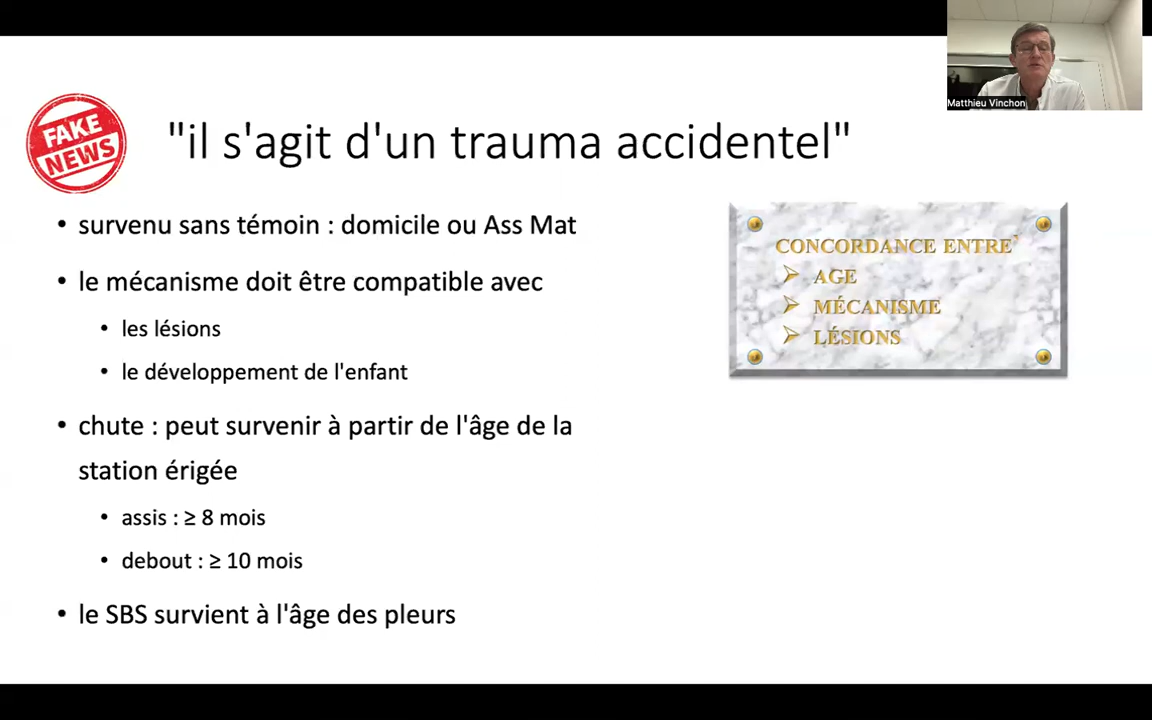 Matthieu Vinchon
FAKE
NEWS
"il s'agit d'un trauma accidentel"
• survenu sans témoin : domicile ou Ass Mat
• le mécanisme doit être compatible avec
• les lésions
• le développement de l'enfant
• chute : peut survenir à partir de l'âge de la
station érigée
• assis : ≥ 8 mois
• debout : ≥ 10 mois
• le SBS survient à l'âge des pleurs
CONCORDANCE ENTRE
➢ AGE
➢ MÉCANISME
➢ LÉSIONS